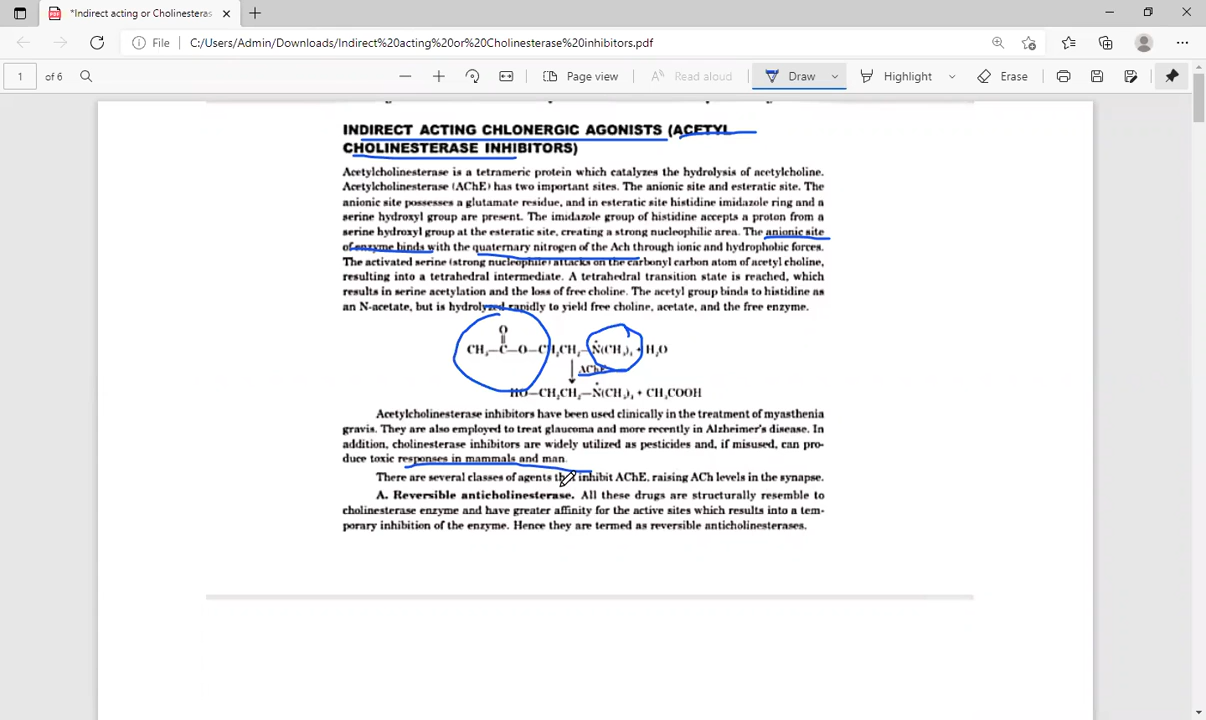 *Indirect acting or Cholinesteras
File C:/Users/Admin/Downloads/Indirect%20acting%20or%20Cholinesterase%20inhibitors.pdf
1 of 6 Page view Read aloud Draw Highlight Erase
INDIRECT ACTING CHLONERGIC AGONISTS (ACETYL
CHOLINESTERASE INHIBITORS)
Acetylcholinesterase is a tetrameric protein which catalyzes the hydrolysis of acetylcholine.
Acetylcholinesterase (AChE) has two important sites. The anionic site and esteratic site. The
anionic site possesses a glutamate residue, and in esteratic site histidine imidazole ring and a
serine hydroxyl group are present. The imidazole group of histidine accepts a proton from a
serine hydroxyl group at the esteratic site, creating a strong nucleophilic area. The anionic site
of enzyme binds with the quaternary nitrogen of the Ach through ionic and hydrophobic forces.
The activated serine (strong nucleophile) attacks on the carbonyl carbon atom of acetyl choline,
resulting into a tetrahedral intermediate. A tetrahedral transition state is reached, which
results in serine acetylation and the loss of free choline. The acetyl group binds to histidine as
an N-acetate, but is hydrolyzed rapidly to yield free choline, acetate, and the free enzyme.
O
CH₃—C—O—CH₂CH₂—N(CH₃)₃ + H₂O
AChE
HO—CH₂CH₂—N(CH₃)₃ + CH₃COOH
Acetylcholinesterase inhibitors have been used clinically in the treatment of myasthenia
gravis. They are also employed to treat glaucoma and more recently in Alzheimer's disease. In
addition, cholinesterase inhibitors are widely utilized as pesticides and, if misused, can pro-
duce toxic responses in mammals and man.
There are several classes of agents that inhibit AChE, raising ACh levels in the synapse.
A. Reversible anticholinesterase. All these drugs are structurally resemble to
cholinesterase enzyme and have greater affinity for the active sites which results into a tem-
porary inhibition of the enzyme. Hence they are termed as reversible anticholinesterases.